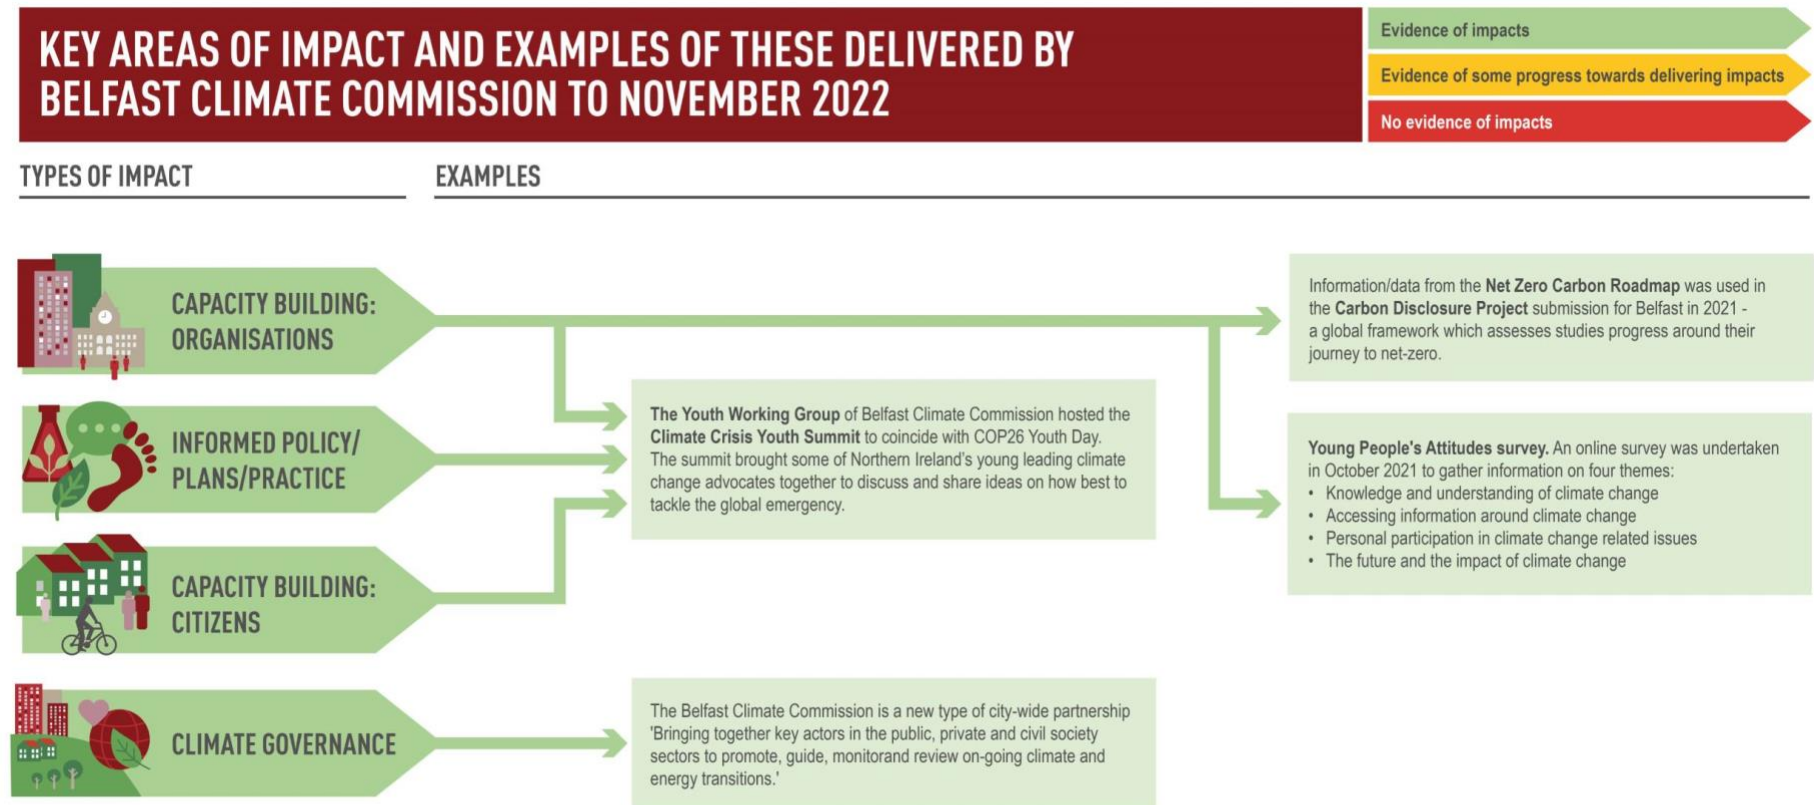 KEY AREAS OF IMPACT AND EXAMPLES OF THESE DELIVERED BY
BELFAST CLIMATE COMMISSION TO NOVEMBER 2022
Evidence of impacts
Evidence of some progress towards delivering impacts
No evidence of impacts
TYPES OF IMPACT
EXAMPLES
CAPACITY BUILDING:
ORGANISATIONS
INFORMED POLICY/
PLANS/PRACTICE
CAPACITY BUILDING:
CITIZENS
CLIMATE GOVERNANCE
The Youth Working Group of Belfast Climate Commission hosted the
Climate Crisis Youth Summit to coincide with COP26 Youth Day.
The summit brought some of Northern Ireland's young leading climate
change advocates together to discuss and share ideas on how best to
tackle the global emergency.
The Belfast Climate Commission is a new type of city-wide partnership
'Bringing together key actors in the public, private and civil society
sectors to promote, guide, monitorand review on-going climate and
energy transitions.'
Information/data from the Net Zero Carbon Roadmap was used in
the Carbon Disclosure Project submission for Belfast in 2021 -
a global framework which assesses studies progress around their
journey to net-zero.
Young People's Attitudes survey. An online survey was undertaken
in October 2021 to gather information on four themes:
• Knowledge and understanding of climate change
• Accessing information around climate change
• Personal participation in climate change related issues
• The future and the impact of climate change